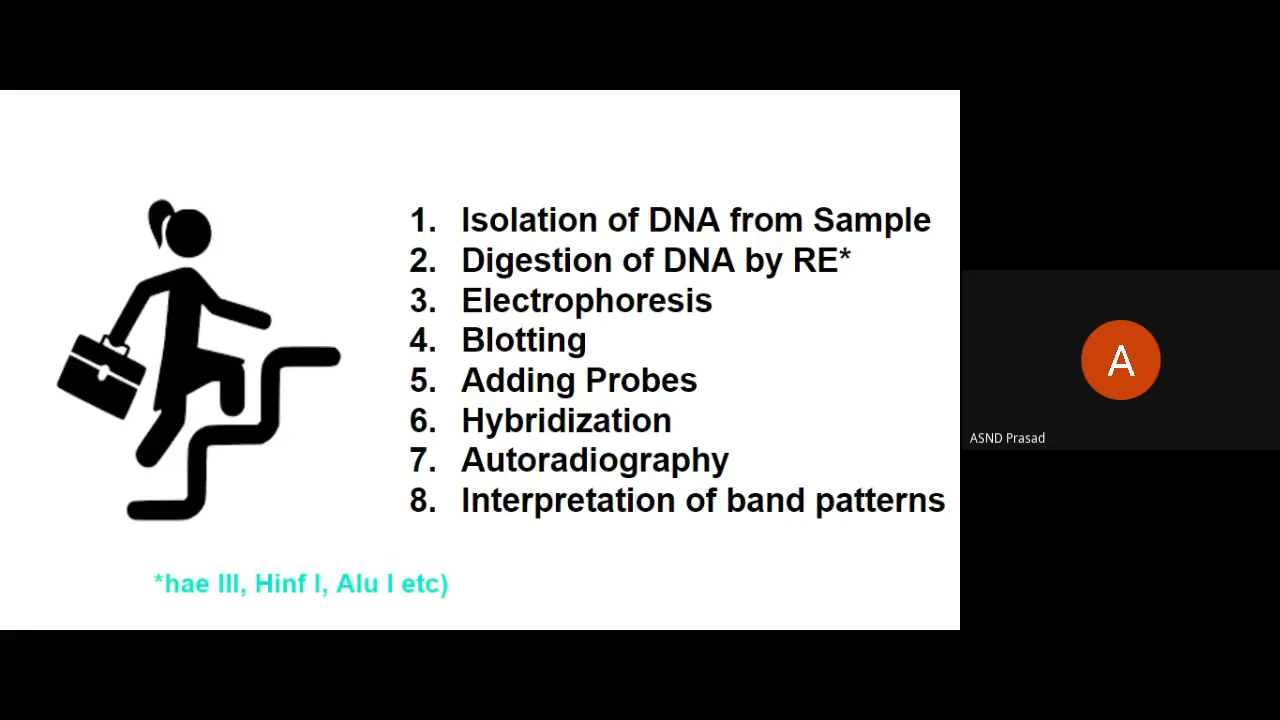 1. Isolation of DNA from Sample
2. Digestion of DNA by RE*
3. Electrophoresis
4. Blotting
5. Adding Probes
6. Hybridization
7. Autoradiography
8. Interpretation of band patterns
*hae III, Hinf I, Alu I etc)
A
ASND Prasad